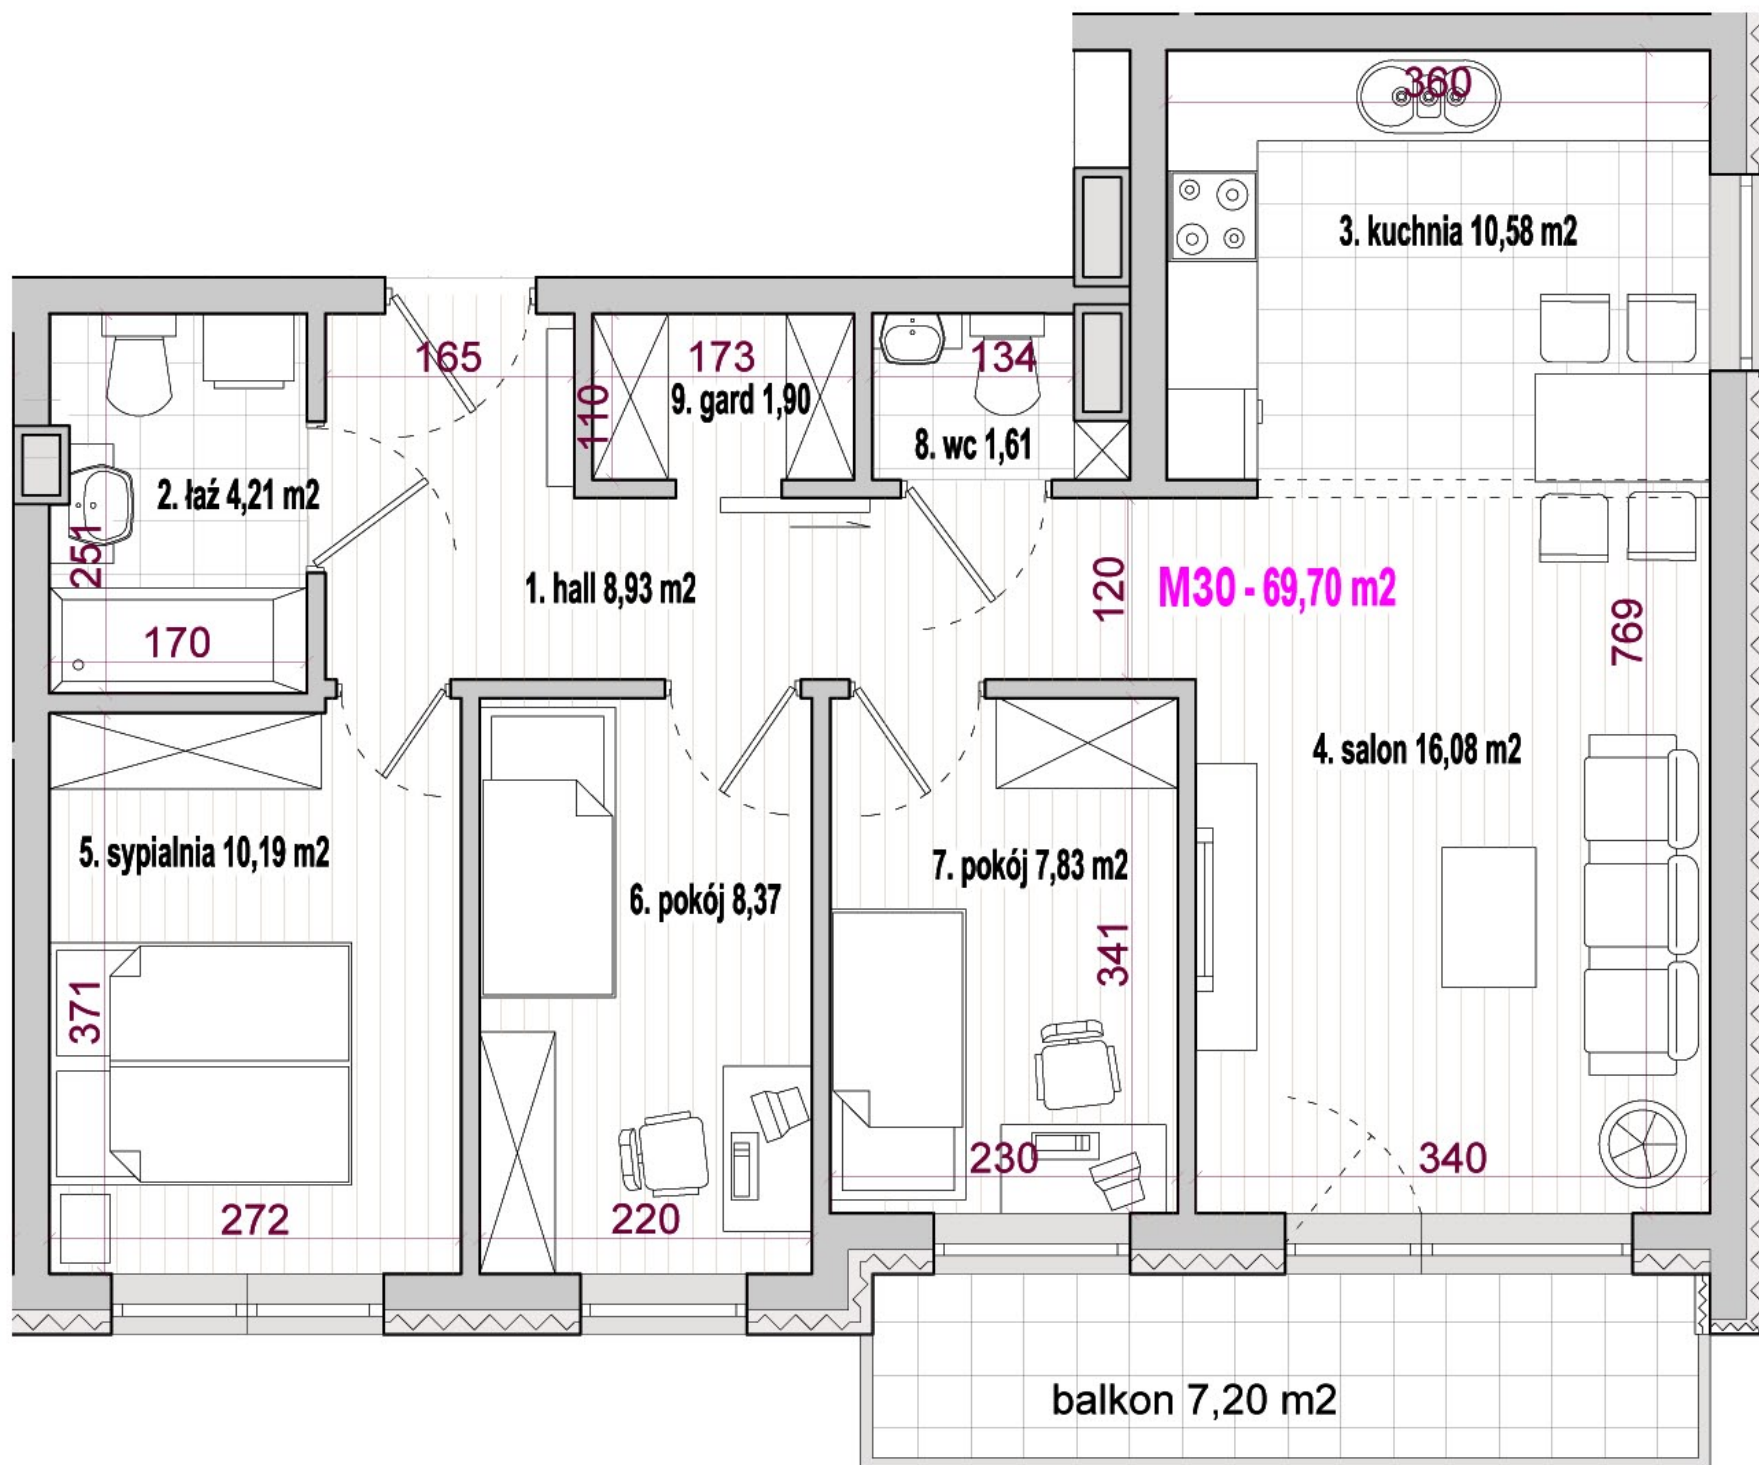 360
3. kuchnia 10,58 m2
165
173
134
110
9. gard 1,90
8. wc 1,61
2. łaź 4,21 m2
251
170
1. hall 8,93 m2
120
M30 - 69,70 m2
769
4. salon 16,08 m2
5. sypialnia 10,19 m2
6. pokój 8,37
7. pokój 7,83 m2
371
341
272
220
230
340
balkon 7,20 m2